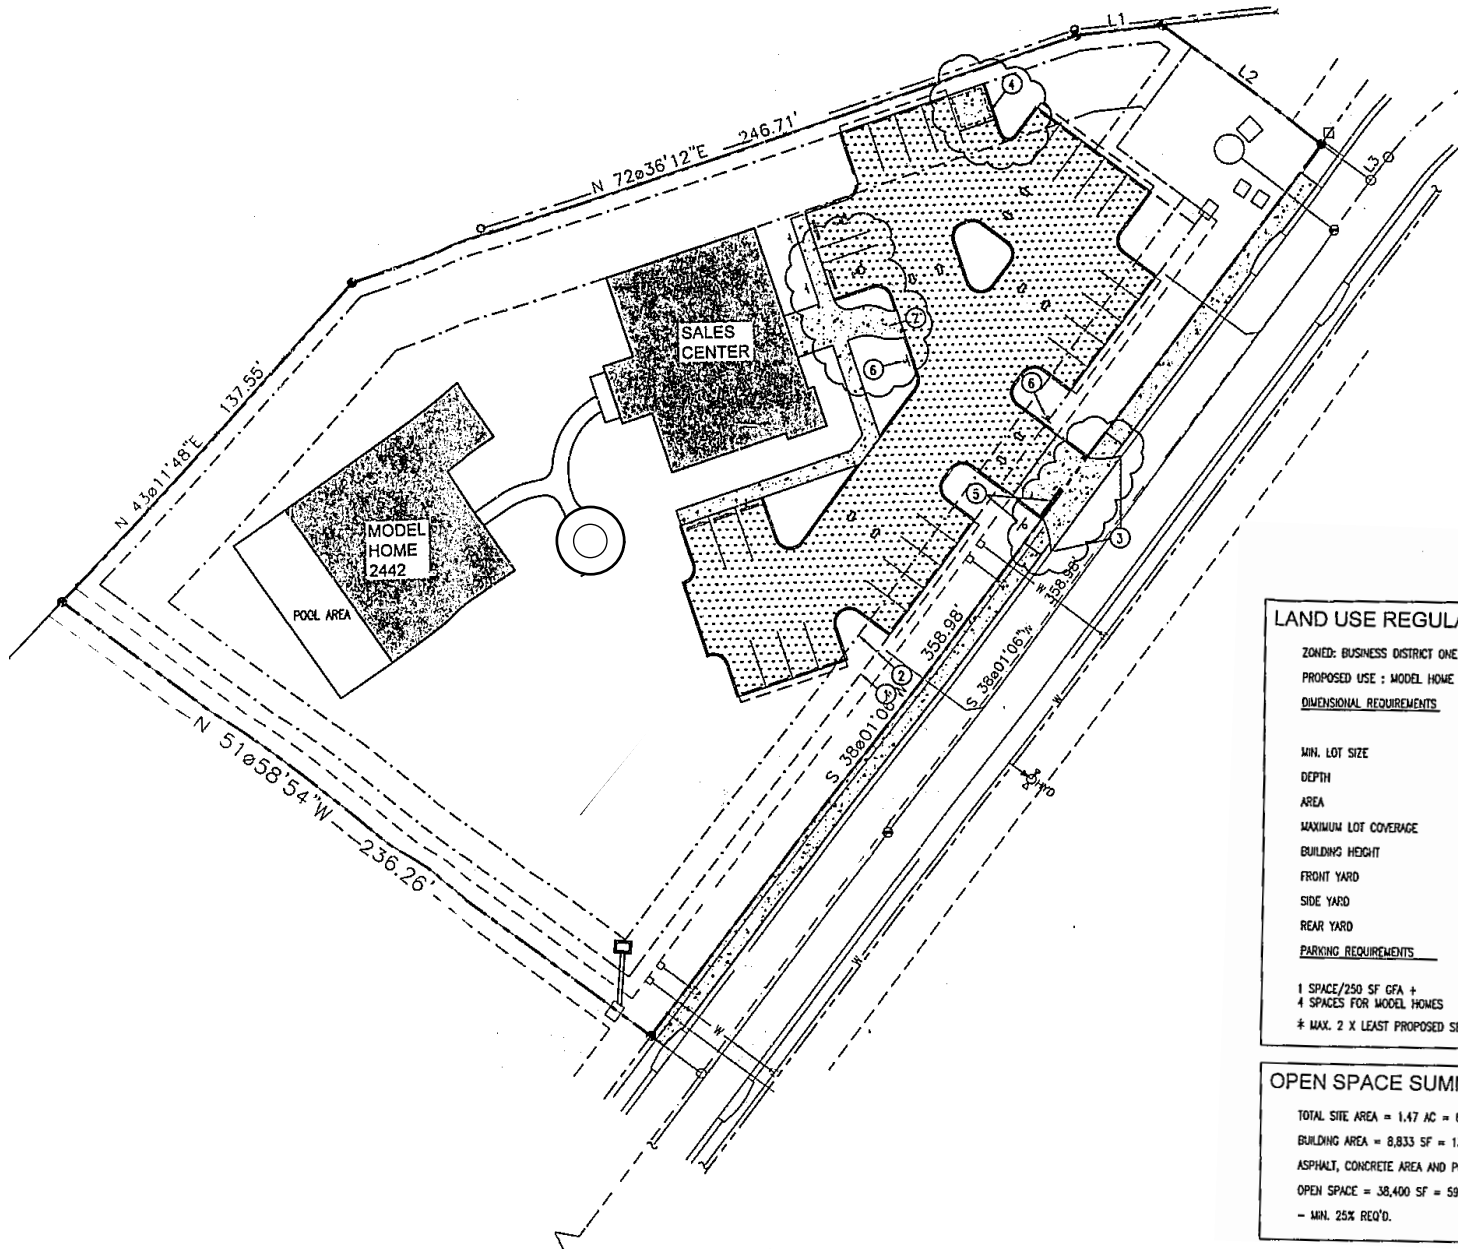 L1
L2
L3
4
N 72ø36'12"E 246.71'
137.55'
N 43ø11'48"E
SALES
CENTER
7
6
6
MODEL
HOME
2442
POOL AREA
5
3
358.98'
358.98'
S 38ø01'06"
S 38ø01'06"
2
W
W
HYD
N 51ø58'54"W 236.26'
W
W
LAND USE REGULA
ZONED: BUSINESS DISTRICT ONE
PROPOSED USE : MODEL HOME
DIMENSIONAL REQUIREMENTS
MIN. LOT SIZE
DEPTH
AREA
MAXIMUM LOT COVERAGE
BUILDING HEIGHT
FRONT YARD
SIDE YARD
REAR YARD
PARKING REQUIREMENTS
1 SPACE/250 SF GFA +
4 SPACES FOR MODEL HOMES
* MAX. 2 X LEAST PROPOSED SE
OPEN SPACE SUM
TOTAL SITE AREA = 1.47 AC =
BUILDING AREA = 8,833 SF = 1
ASPHALT, CONCRETE AREA AND P
OPEN SPACE = 38,400 SF = 59
- MIN. 25% REQ'D.